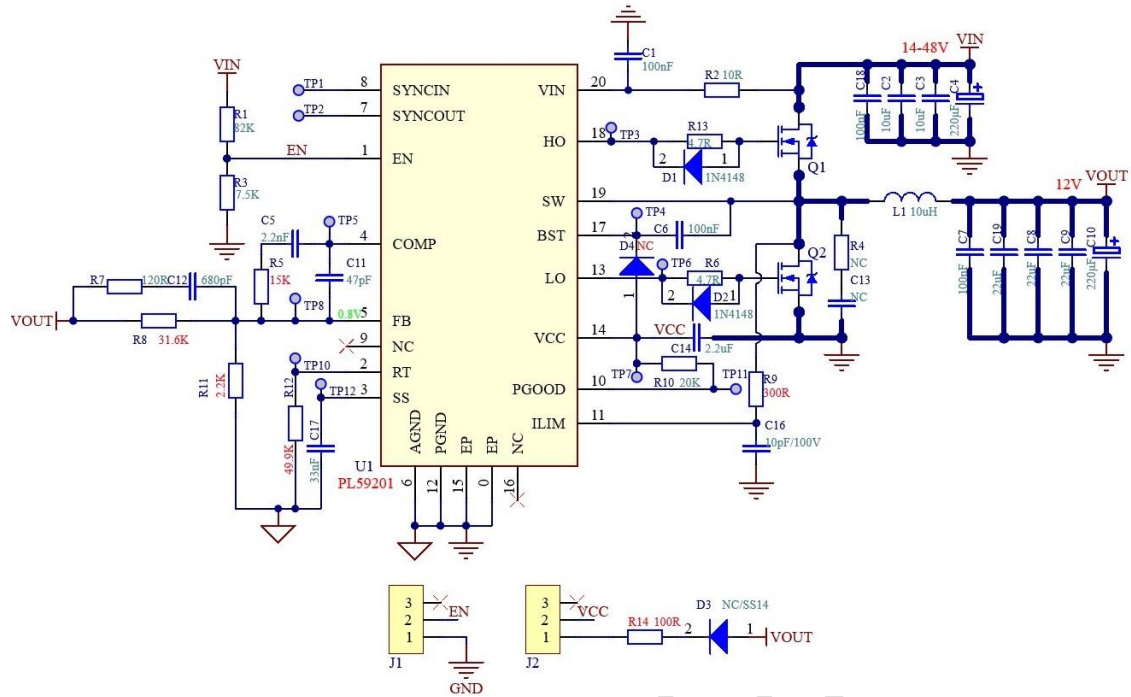 VIN
R1
82K
EN
R3
7.5K
TP1
8
SYNCIN
TP2
7
SYNCOUT
1
EN
C5
2.2nF
TP5
4
COMP
R5
15K
C11
47pF
R7
120R
C12
680pF
TP8
0.8V
5
FB
VOUT
R8
31.6K
9
NC
TP10
2
RT
R11
2.2K
R12
49.9K
TP12
3
SS
C17
33nF
U1
PL59201
AGND
PGND
EP
EP
NC
6
12
15
0
16
C1
100nF
VIN
20
R2
10R
HO
18
TP3
R13
4.7R
2
1
D1
1N4148
Q1
SW
19
BST
17
TP4
C6
100nF
D4
NC
2
1
LO
13
TP6
R6
4.7R
2
1
D2
1N4148
Q2
VCC
14
VCC
C14
2.2uF
TP7
R10
20K
TP11
PGOOD
10
ILIM
11
R9
300R
C16
10pF/100V
R4
NC
C13
NC
L1
10uH
14-48V
VIN
C18
100nF
C2
10uF
C3
10uF
C4
220μF
+
12V
VOUT
C7
100nF
C19
22uF
C8
22uF
C9
22uF
C10
220μF
+
3
2
1
EN
J1
GND
3
2
1
VCC
J2
R14
100R
D3
NC/SS14
2
1
VOUT